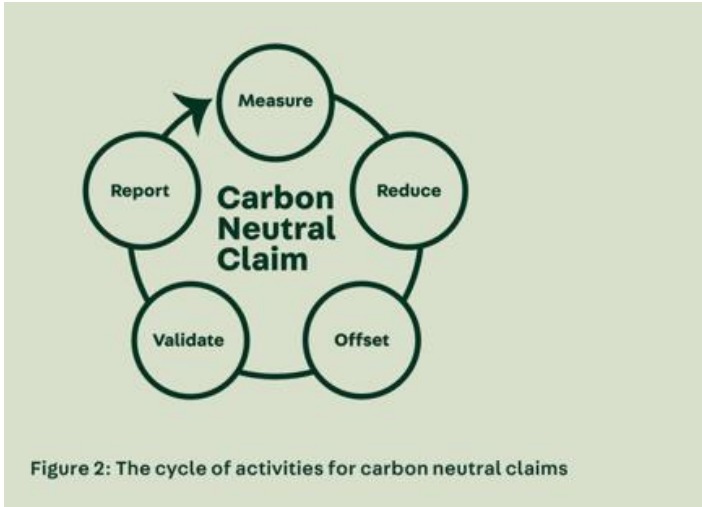 Measure
Reduce
Offset
Validate
Report
Carbon
Neutral
Claim
Figure 2: The cycle of activities for carbon neutral claims